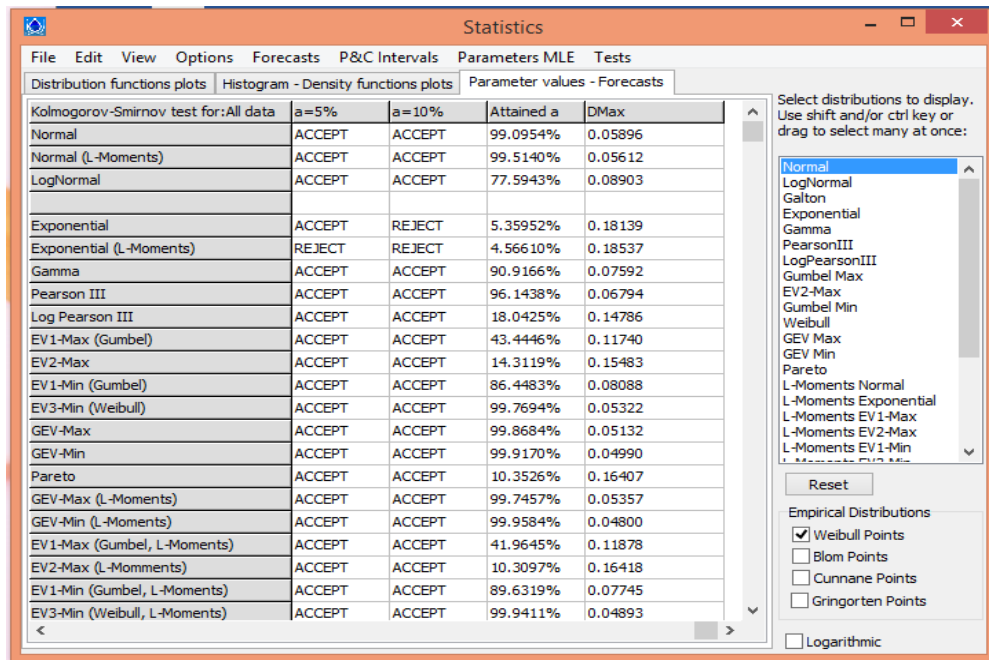 Statistics
File Edit View Options Forecasts P&C Intervals Parameters MLE Tests
Distribution functions plots Histogram - Density functions plots Parameter values - Forecasts
Kolmogorov-Smirnov test for:All data a=5% a=10% Attained a DMax
Normal ACCEPT ACCEPT 99.0954% 0.05896
Normal (L-Moments) ACCEPT ACCEPT 99.5140% 0.05612
LogNormal ACCEPT ACCEPT 77.5943% 0.08903
Exponential ACCEPT REJECT 5.35952% 0.18139
Exponential (L-Moments) REJECT REJECT 4.56610% 0.18537
Gamma ACCEPT ACCEPT 90.9166% 0.07592
Pearson III ACCEPT ACCEPT 96.1438% 0.06794
Log Pearson III ACCEPT ACCEPT 18.0425% 0.14786
EV1-Max (Gumbel) ACCEPT ACCEPT 43.4446% 0.11740
EV2-Max ACCEPT ACCEPT 14.3119% 0.15483
EV1-Min (Gumbel) ACCEPT ACCEPT 86.4483% 0.08088
EV3-Min (Weibull) ACCEPT ACCEPT 99.7694% 0.05322
GEV-Max ACCEPT ACCEPT 99.8684% 0.05132
GEV-Min ACCEPT ACCEPT 99.9170% 0.04990
Pareto ACCEPT ACCEPT 10.3526% 0.16407
GEV-Max (L-Moments) ACCEPT ACCEPT 99.7457% 0.05357
GEV-Min (L-Moments) ACCEPT ACCEPT 99.9584% 0.04800
EV1-Max (Gumbel, L-Moments) ACCEPT ACCEPT 41.9645% 0.11878
EV2-Max (L-Momments) ACCEPT ACCEPT 10.3097% 0.16418
EV1-Min (Gumbel, L-Moments) ACCEPT ACCEPT 89.6319% 0.07745
EV3-Min (Weibull, L-Moments) ACCEPT ACCEPT 99.9411% 0.04893
Select distributions to display.
Use shift and/or ctrl key or
drag to select many at once:
Normal
LogNormal
Galton
Exponential
Gamma
PearsonIII
LogPearsonIII
Gumbel Max
EV2-Max
Gumbel Min
Weibull
GEV Max
GEV Min
Pareto
L-Moments Normal
L-Moments Exponential
L-Moments EV1-Max
L-Moments EV2-Max
L-Moments EV1-Min
L-Moments EV3-Min
Reset
Empirical Distributions
Weibull Points
Blom Points
Cunnane Points
Gringorten Points
Logarithmic